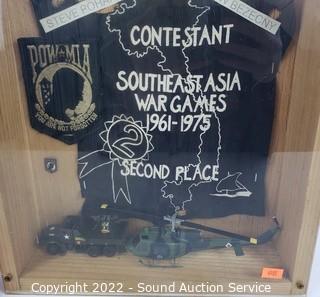 CONTESTANT
BEZECNY
STEVE
POW★MIA
YOU ARE NOT FORGOTTEN
SOUTHEAST ASIA
WAR GAMES
1961-1975
2
SECOND PLACE
Copyright 2022 - Sound Auction Service